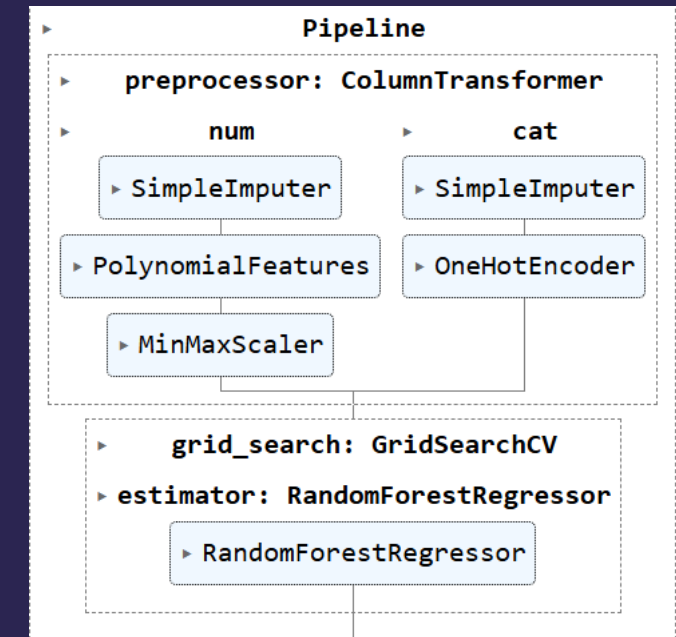 Pipeline
preprocessor: ColumnTransformer
num
cat
SimpleImputer
SimpleImputer
PolynomialFeatures
OneHotEncoder
MinMaxScaler
grid_search: GridSearchCV
estimator: RandomForestRegressor
RandomForestRegressor